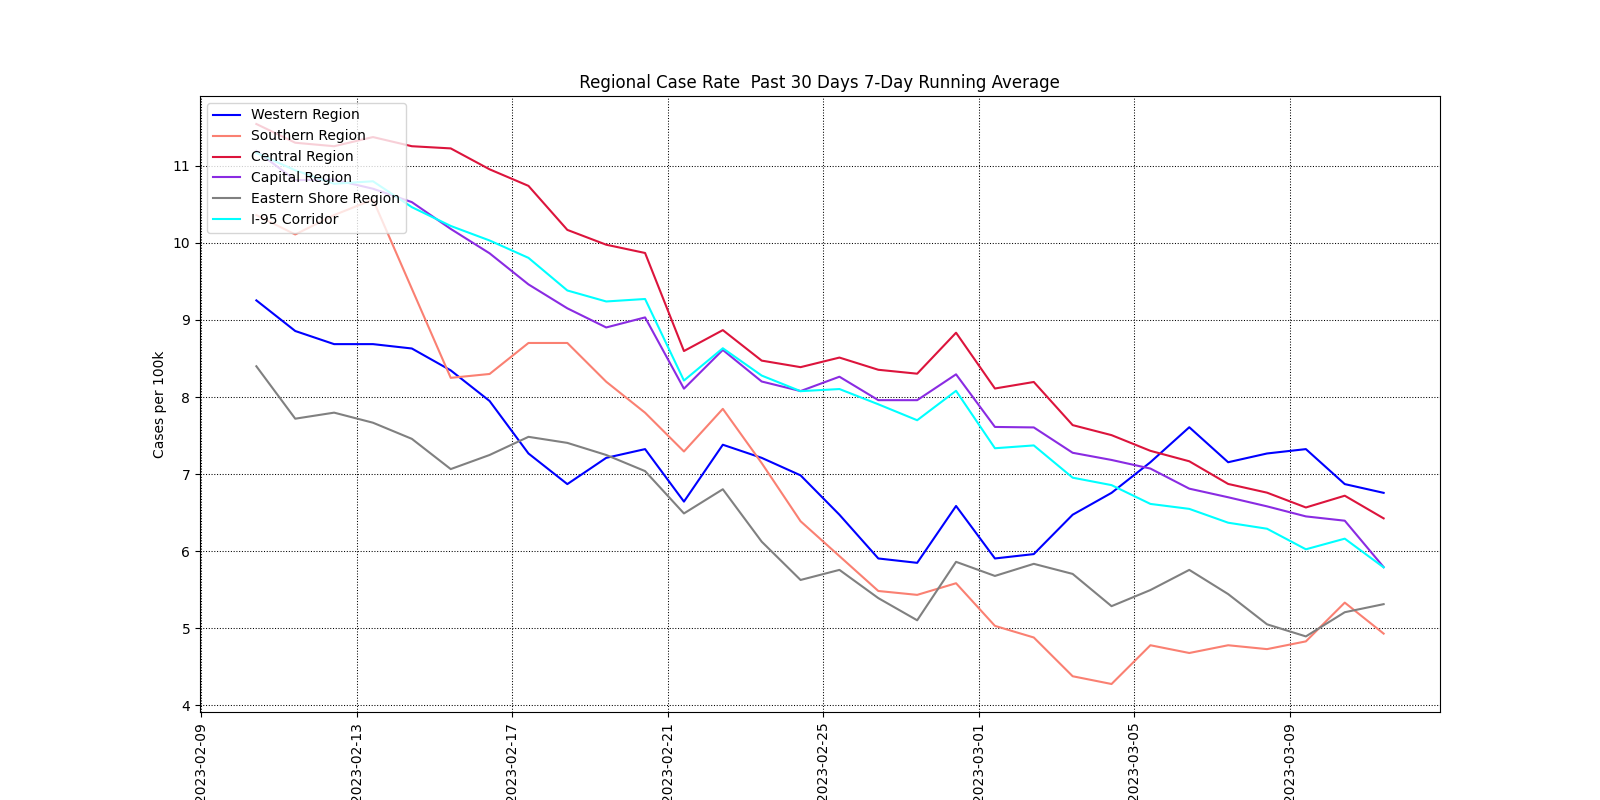 Regional Case Rate  Past 30 Days 7-Day Running Average
Western Region
Southern Region
Central Region
Capital Region
Eastern Shore Region
I-95 Corridor
Cases per 100k
11
10
9
8
7
6
5
4
2023-02-09
2023-02-13
2023-02-17
2023-02-21
2023-02-25
2023-03-01
2023-03-05
2023-03-09